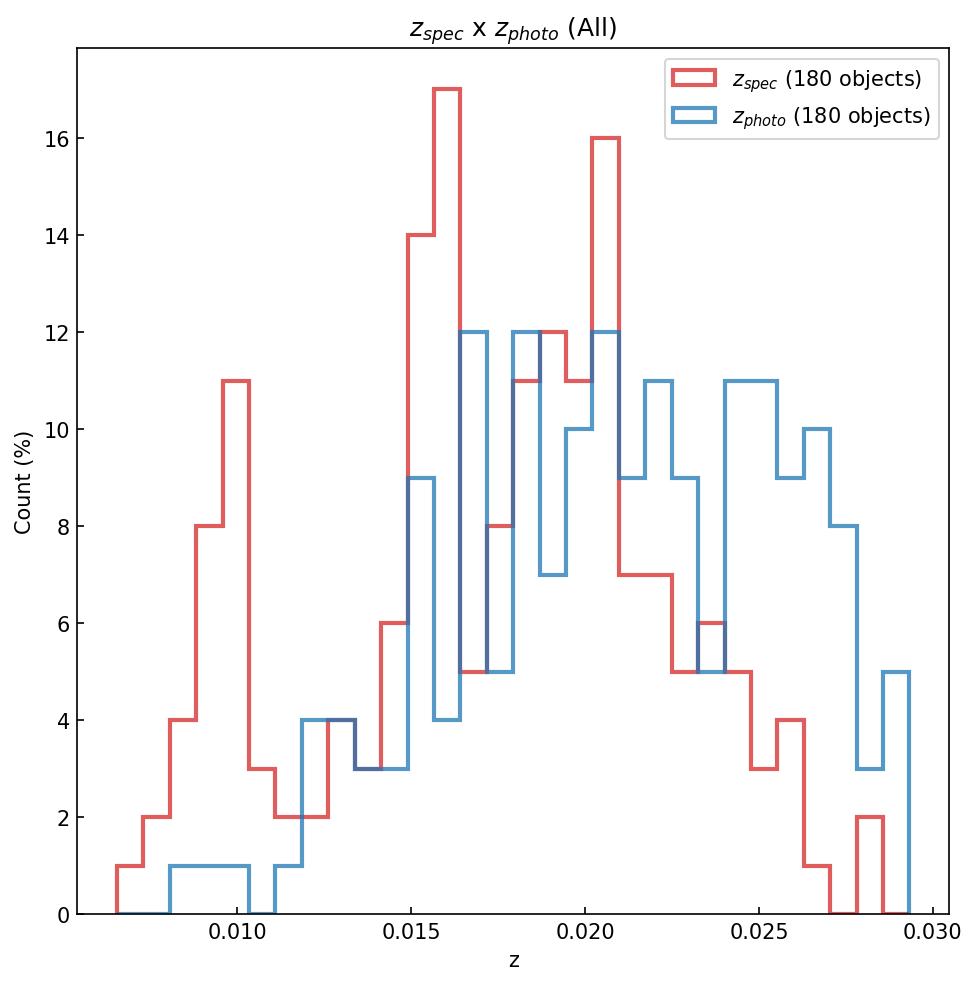 z_spec x z_photo (All)
z_spec (180 objects)
z_photo (180 objects)
Count (%)
16
14
12
10
8
6
4
2
0
0.010 0.015 0.020 0.025 0.030
z